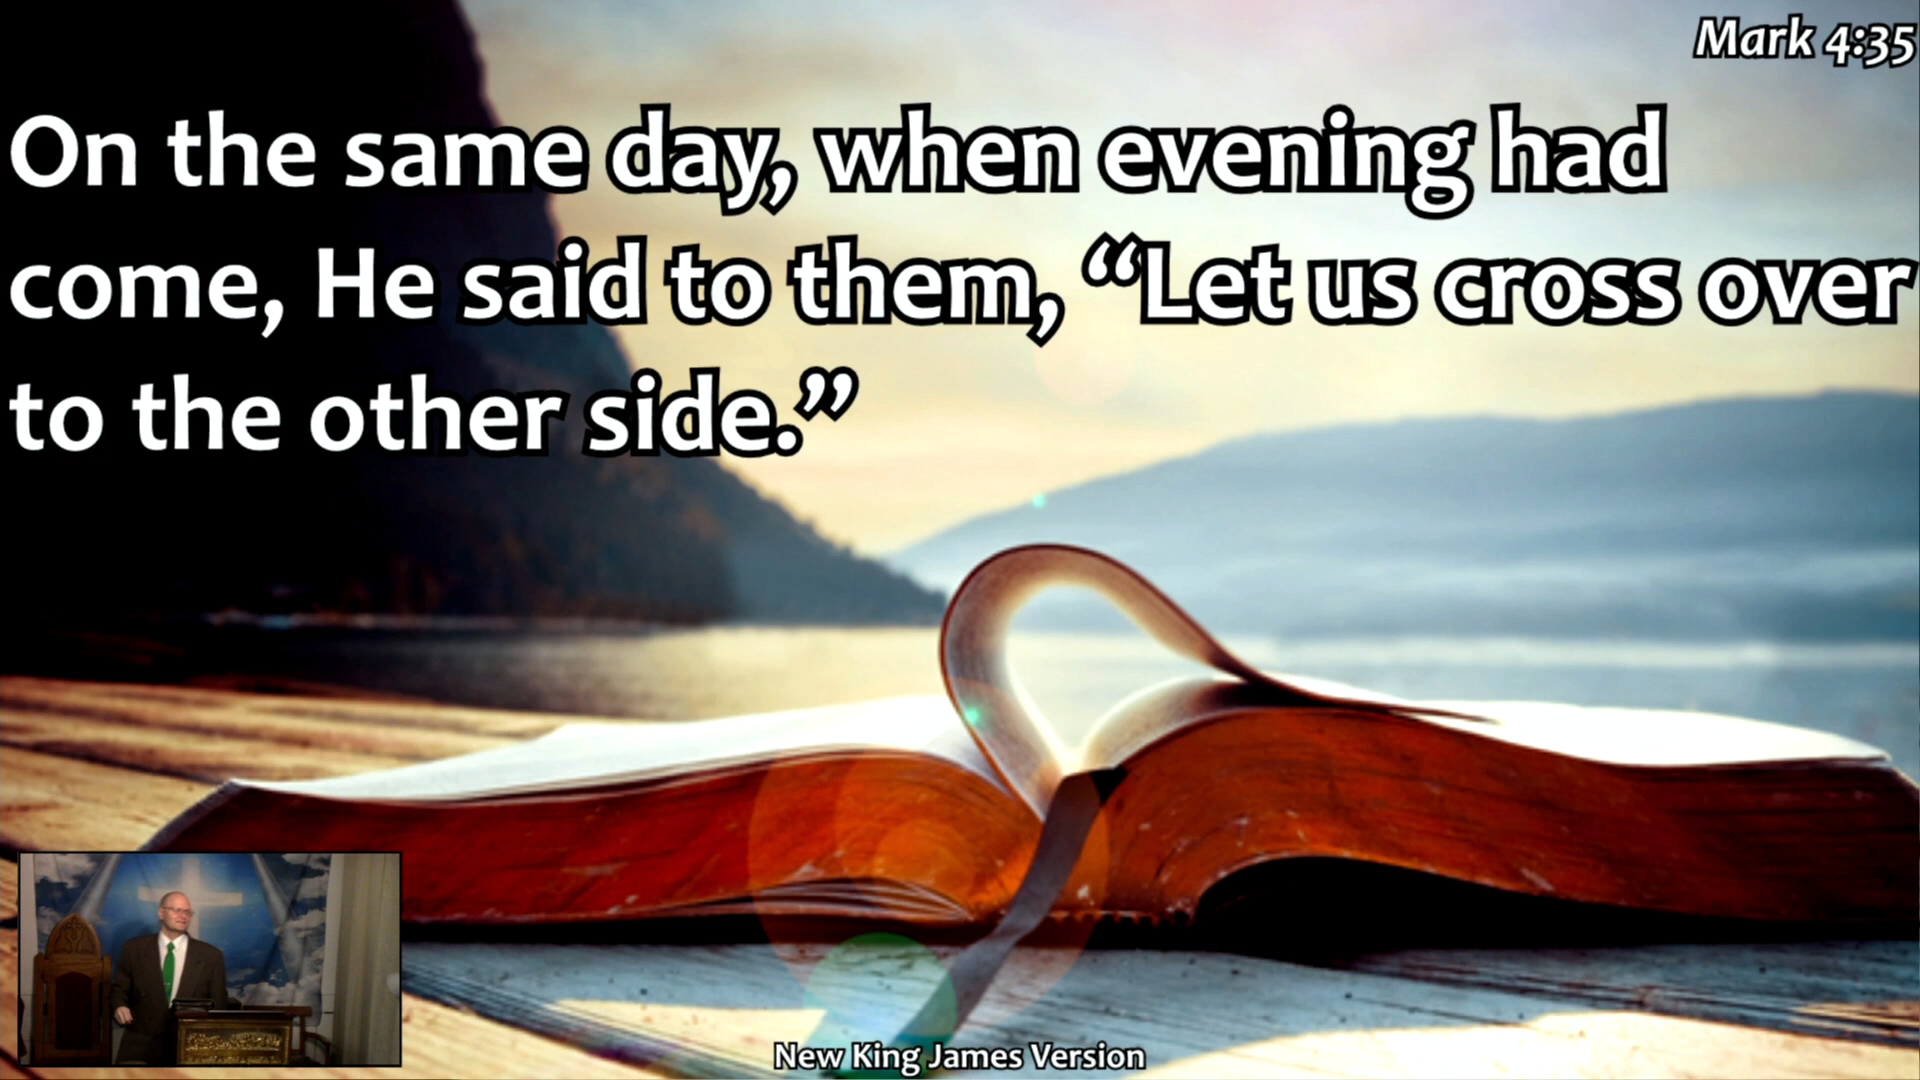 Mark 4:35
On the same day, when evening had
come, He said to them, “Let us cross over
to the other side.”
New King James Version